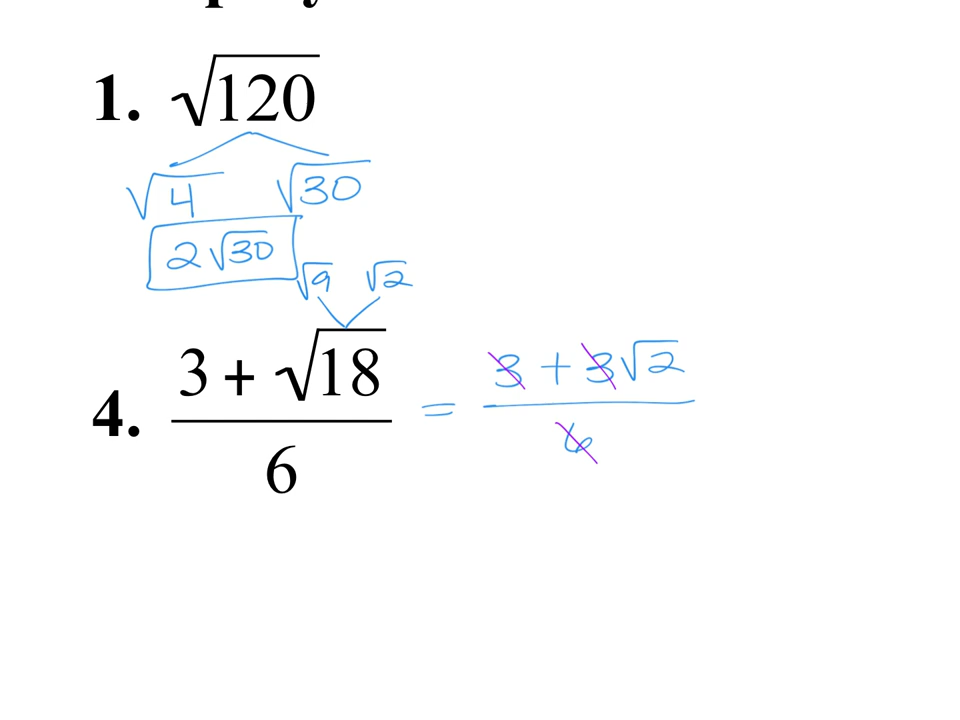 1. √120
√4 √30
2√30
√9 √2
4. (3 + √18)/6 = (3 + 3√2)/6